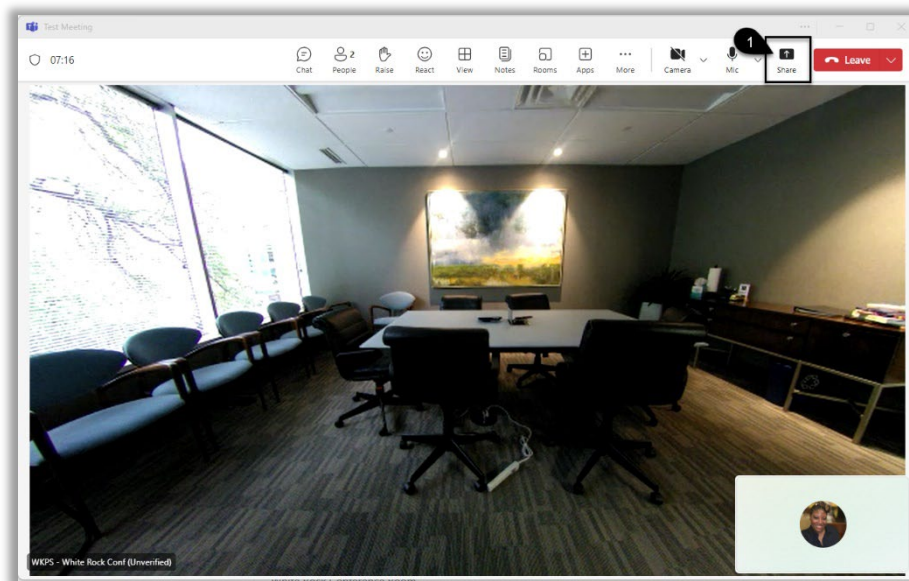 Test Meeting
07:16
Chat
2
People
Raise
React
View
Notes
Rooms
Apps
More
Camera
Mic
1
Share
Leave
WKPS - White Rock Conf (Unverified)